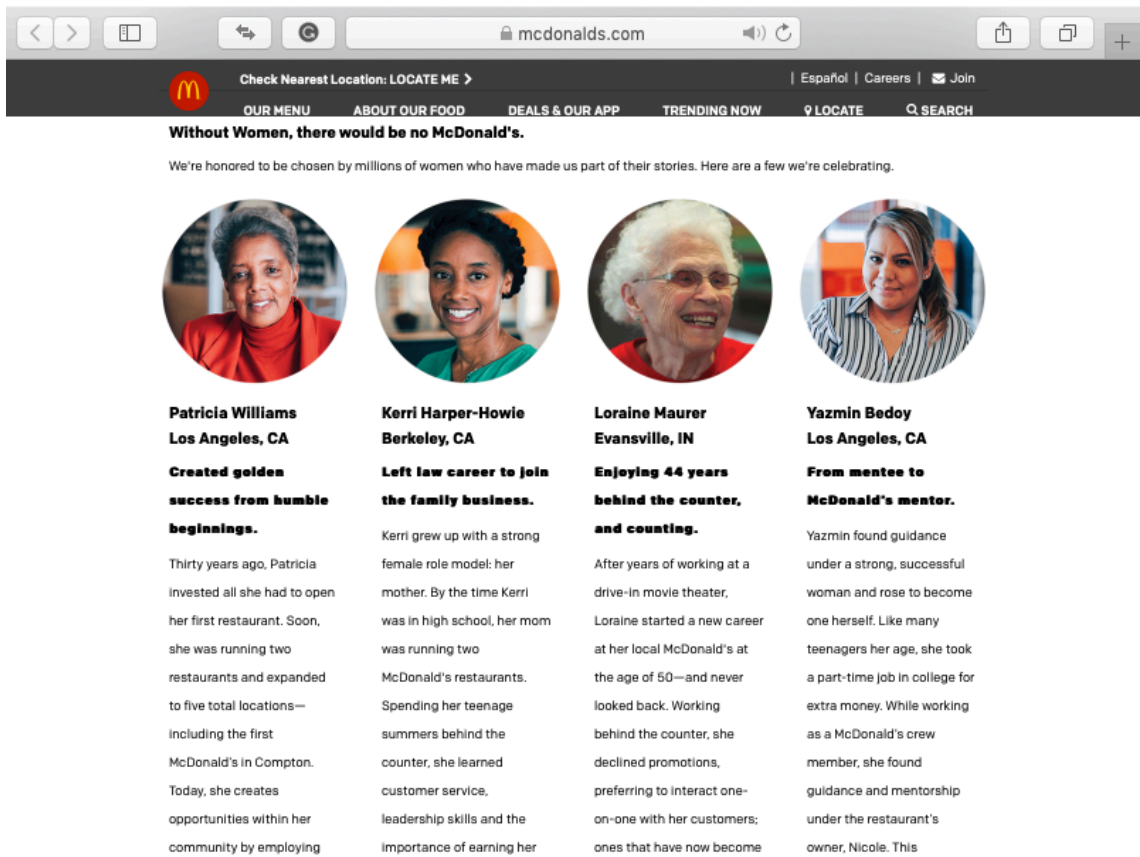 mcdonalds.com
Check Nearest Location: LOCATE ME
| Español | Careers | Join
OUR MENU ABOUT OUR FOOD DEALS & OUR APP TRENDING NOW LOCATE SEARCH
Without Women, there would be no McDonald's.
We're honored to be chosen by millions of women who have made us part of their stories. Here are a few we're celebrating.
Patricia Williams
Los Angeles, CA
Created golden
success from humble
beginnings.
Thirty years ago, Patricia
invested all she had to open
her first restaurant. Soon,
she was running two
restaurants and expanded
to five total locations—
including the first
McDonald's in Compton.
Today, she creates
opportunities within her
community by employing
Kerri Harper-Howie
Berkeley, CA
Left law career to join
the family business.
Kerri grew up with a strong
female role model: her
mother. By the time Kerri
was in high school, her mom
was running two
McDonald's restaurants.
Spending her teenage
summers behind the
counter, she learned
customer service,
leadership skills and the
importance of earning her
Loraine Maurer
Evansville, IN
Enjoying 44 years
behind the counter,
and counting.
After years of working at a
drive-in movie theater,
Loraine started a new career
at her local McDonald's at
the age of 50—and never
looked back. Working
behind the counter, she
declined promotions,
preferring to interact one-
on-one with her customers;
ones that have now become
Yazmin Bedoy
Los Angeles, CA
From mentee to
McDonald's mentor.
Yazmin found guidance
under a strong, successful
woman and rose to become
one herself. Like many
teenagers her age, she took
a part-time job in college for
extra money. While working
as a McDonald's crew
member, she found
guidance and mentorship
under the restaurant's
owner, Nicole. This